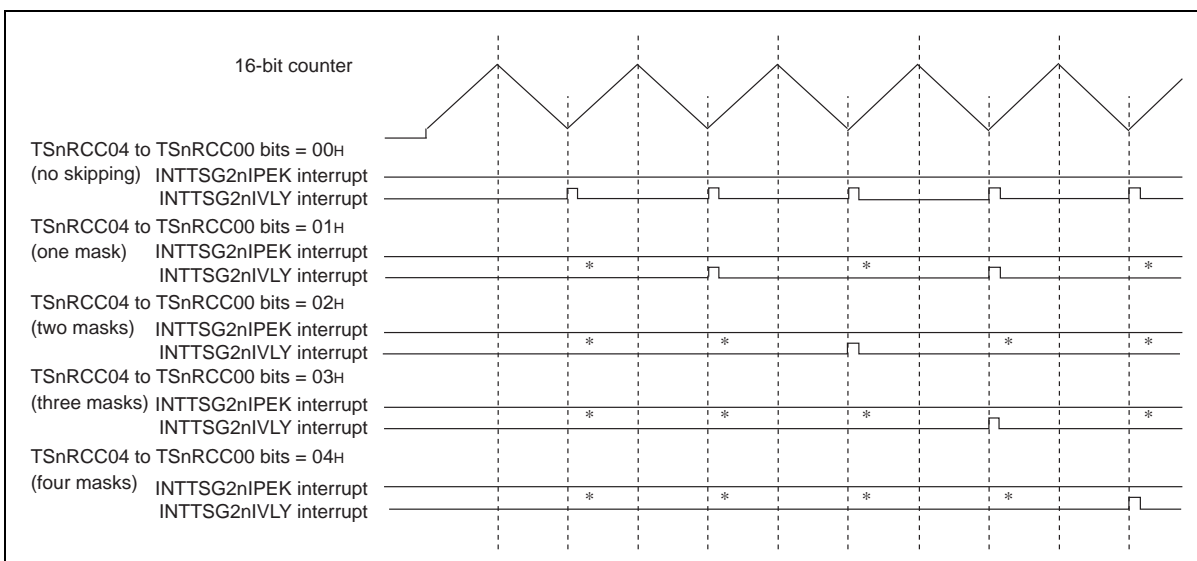 16-bit counter
TSnRCC04 to TSnRCC00 bits = 00H
(no skipping) INTTSG2nIPEK interrupt
INTTSG2nIVLY interrupt
TSnRCC04 to TSnRCC00 bits = 01H
(one mask) INTTSG2nIPEK interrupt
* * *
INTTSG2nIVLY interrupt
TSnRCC04 to TSnRCC00 bits = 02H
(two masks) INTTSG2nIPEK interrupt
* * * *
INTTSG2nIVLY interrupt
TSnRCC04 to TSnRCC00 bits = 03H
(three masks) INTTSG2nIPEK interrupt
* * * *
INTTSG2nIVLY interrupt
TSnRCC04 to TSnRCC00 bits = 04H
(four masks) INTTSG2nIPEK interrupt
* * * *
INTTSG2nIVLY interrupt